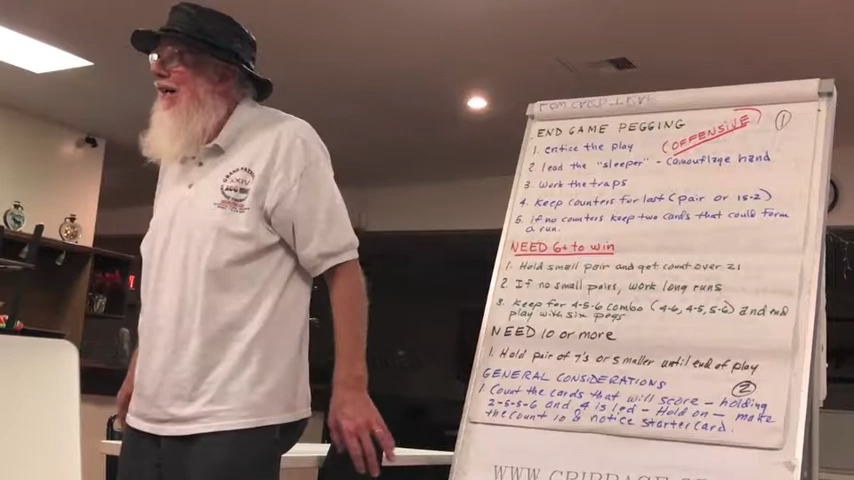 ①
END GAME PEGGING (OFFENSIVE)
1. entice the play
2. lead the "sleeper" - camouflage hand
3. work the traps
4. Keep counters for last (pair or 15-2)
5. if no counters keep two cards that could form
a run.
NEED 6+ to win
1. Hold small pair and get count over 21
2. If no small pairs, work long runs
3. Keep for 4-5-6 combo (4-6, 4-5, 5-6) and end
play with six pegs
NEED 10 or more
1. Hold pair of 7's or smaller until end of play
GENERAL CONSIDERATIONS
②
1. Count the cards that will score - holding
2-5-5-6 and a 4 is led - Hold on - make
the count 10 & notice starter card.